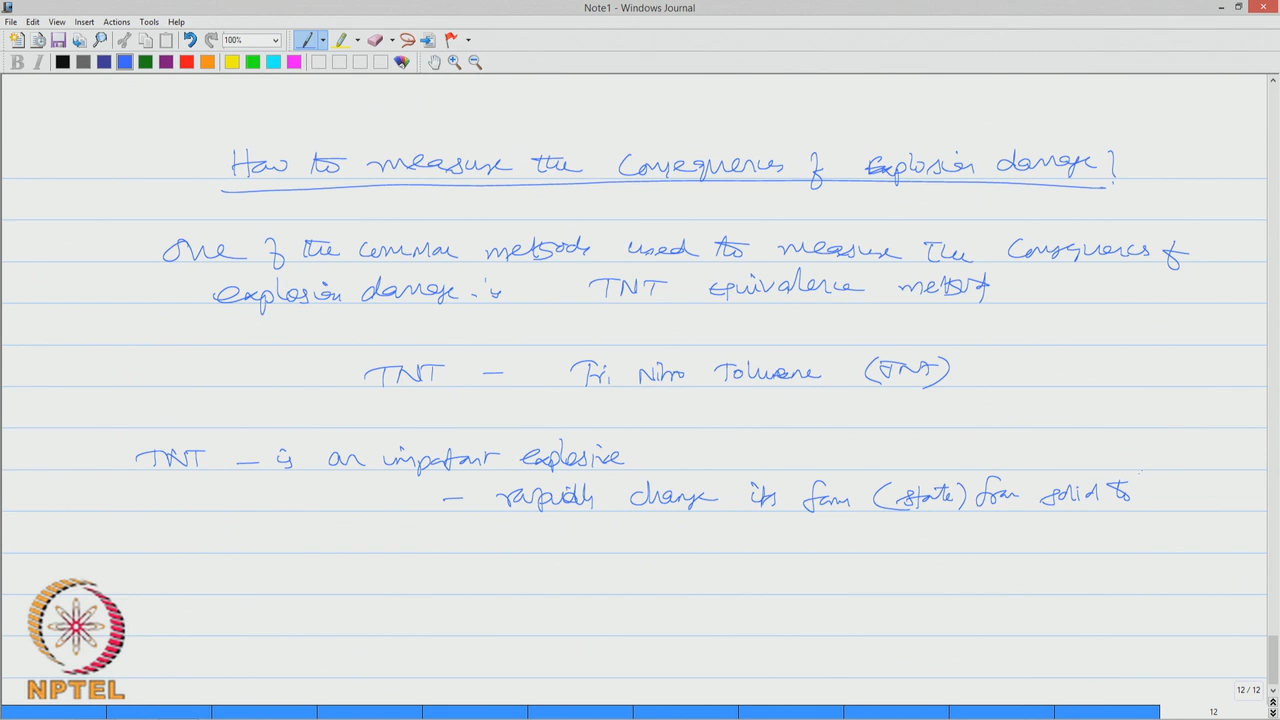 Note1 - Windows Journal
File Edit View Insert Actions Tools Help
100%
B I
How to measure the Consequences of explosion damage?
One of the common methods used to measure the Consequences of
explosion damage is TNT equivalence method
TNT - Tri Nitro Toluene (TNT)
TNT - is an important explosive
- rapidly change its form (state) from solid to
NPTEL
12 / 12
12